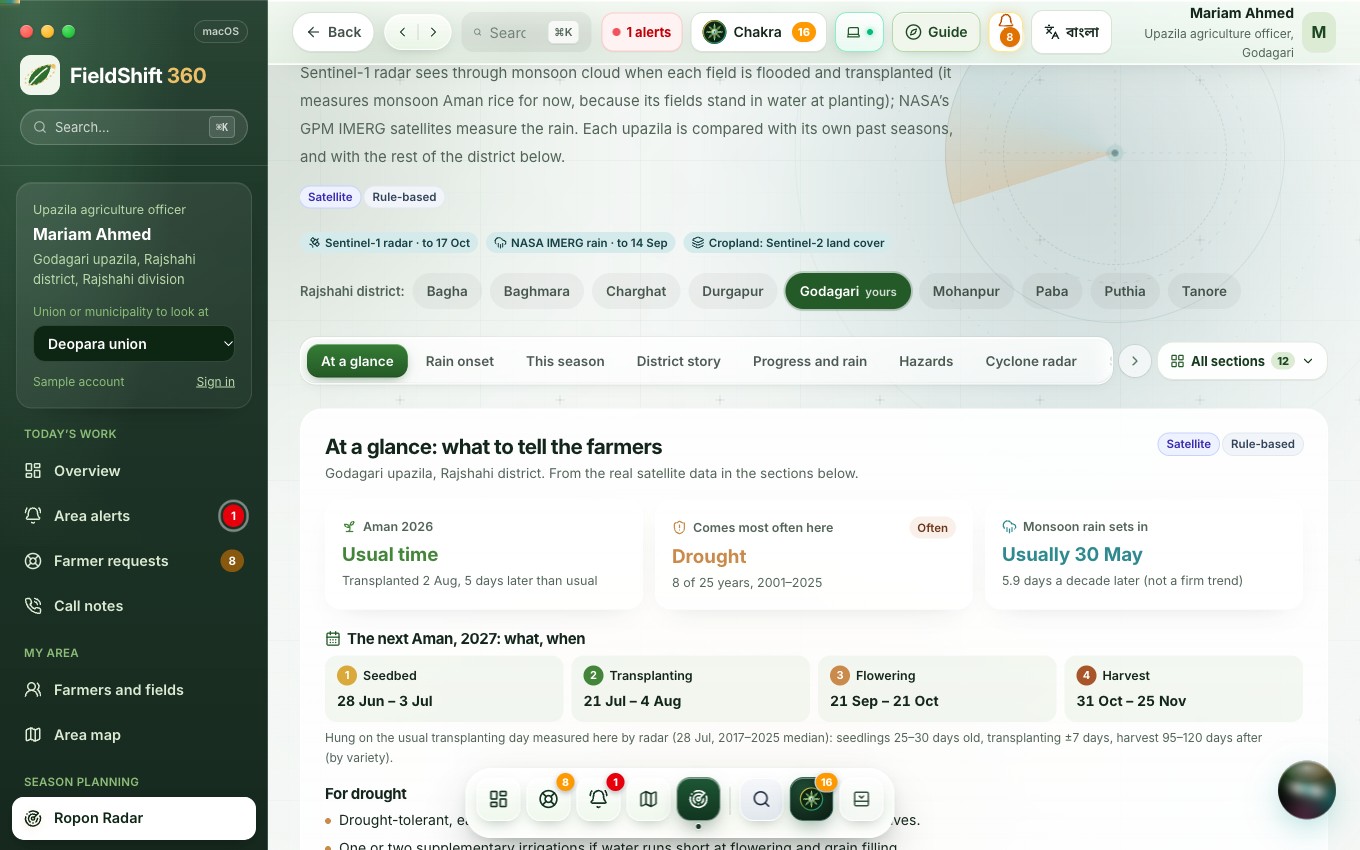 macOS
FieldShift 360
Search...
⌘K
Upazila agriculture officer
Mariam Ahmed
Godagari upazila, Rajshahi
district, Rajshahi division
Union or municipality to look at
Deopara union
Sample account
Sign in
TODAY'S WORK
Overview
Area alerts
1
Farmer requests
8
Call notes
MY AREA
Farmers and fields
Area map
SEASON PLANNING
Ropon Radar
Back
Searc
⌘K
1 alerts
Chakra
16
Guide
8
বাংলা
Mariam Ahmed
Upazila agriculture officer,
Godagari
M
Sentinel-1 radar sees through monsoon cloud when each field is flooded and transplanted (it
measures monsoon Aman rice for now, because its fields stand in water at planting); NASA's
GPM IMERG satellites measure the rain. Each upazila is compared with its own past seasons,
and with the rest of the district below.
Satellite
Rule-based
Sentinel-1 radar · to 17 Oct
NASA IMERG rain · to 14 Sep
Cropland: Sentinel-2 land cover
Rajshahi district:
Bagha
Baghmara
Charghat
Durgapur
Godagari yours
Mohanpur
Paba
Puthia
Tanore
At a glance
Rain onset
This season
District story
Progress and rain
Hazards
Cyclone radar
All sections
12
At a glance: what to tell the farmers
Satellite
Rule-based
Godagari upazila, Rajshahi district. From the real satellite data in the sections below.
Aman 2026
Usual time
Transplanted 2 Aug, 5 days later than usual
Comes most often here
Often
Drought
8 of 25 years, 2001–2025
Monsoon rain sets in
Usually 30 May
5.9 days a decade later (not a firm trend)
The next Aman, 2027: what, when
1 Seedbed
28 Jun – 3 Jul
2 Transplanting
21 Jul – 4 Aug
3 Flowering
21 Sep – 21 Oct
4 Harvest
31 Oct – 25 Nov
Hung on the usual transplanting day measured here by radar (28 Jul, 2017–2025 median): seedlings 25–30 days old, transplanting ±7 days, harvest 95–120 days after
(by variety).
For drought
Drought-tolerant,
One or two supplementary irrigations if water runs short at flowering and grain filling.
8
1
16